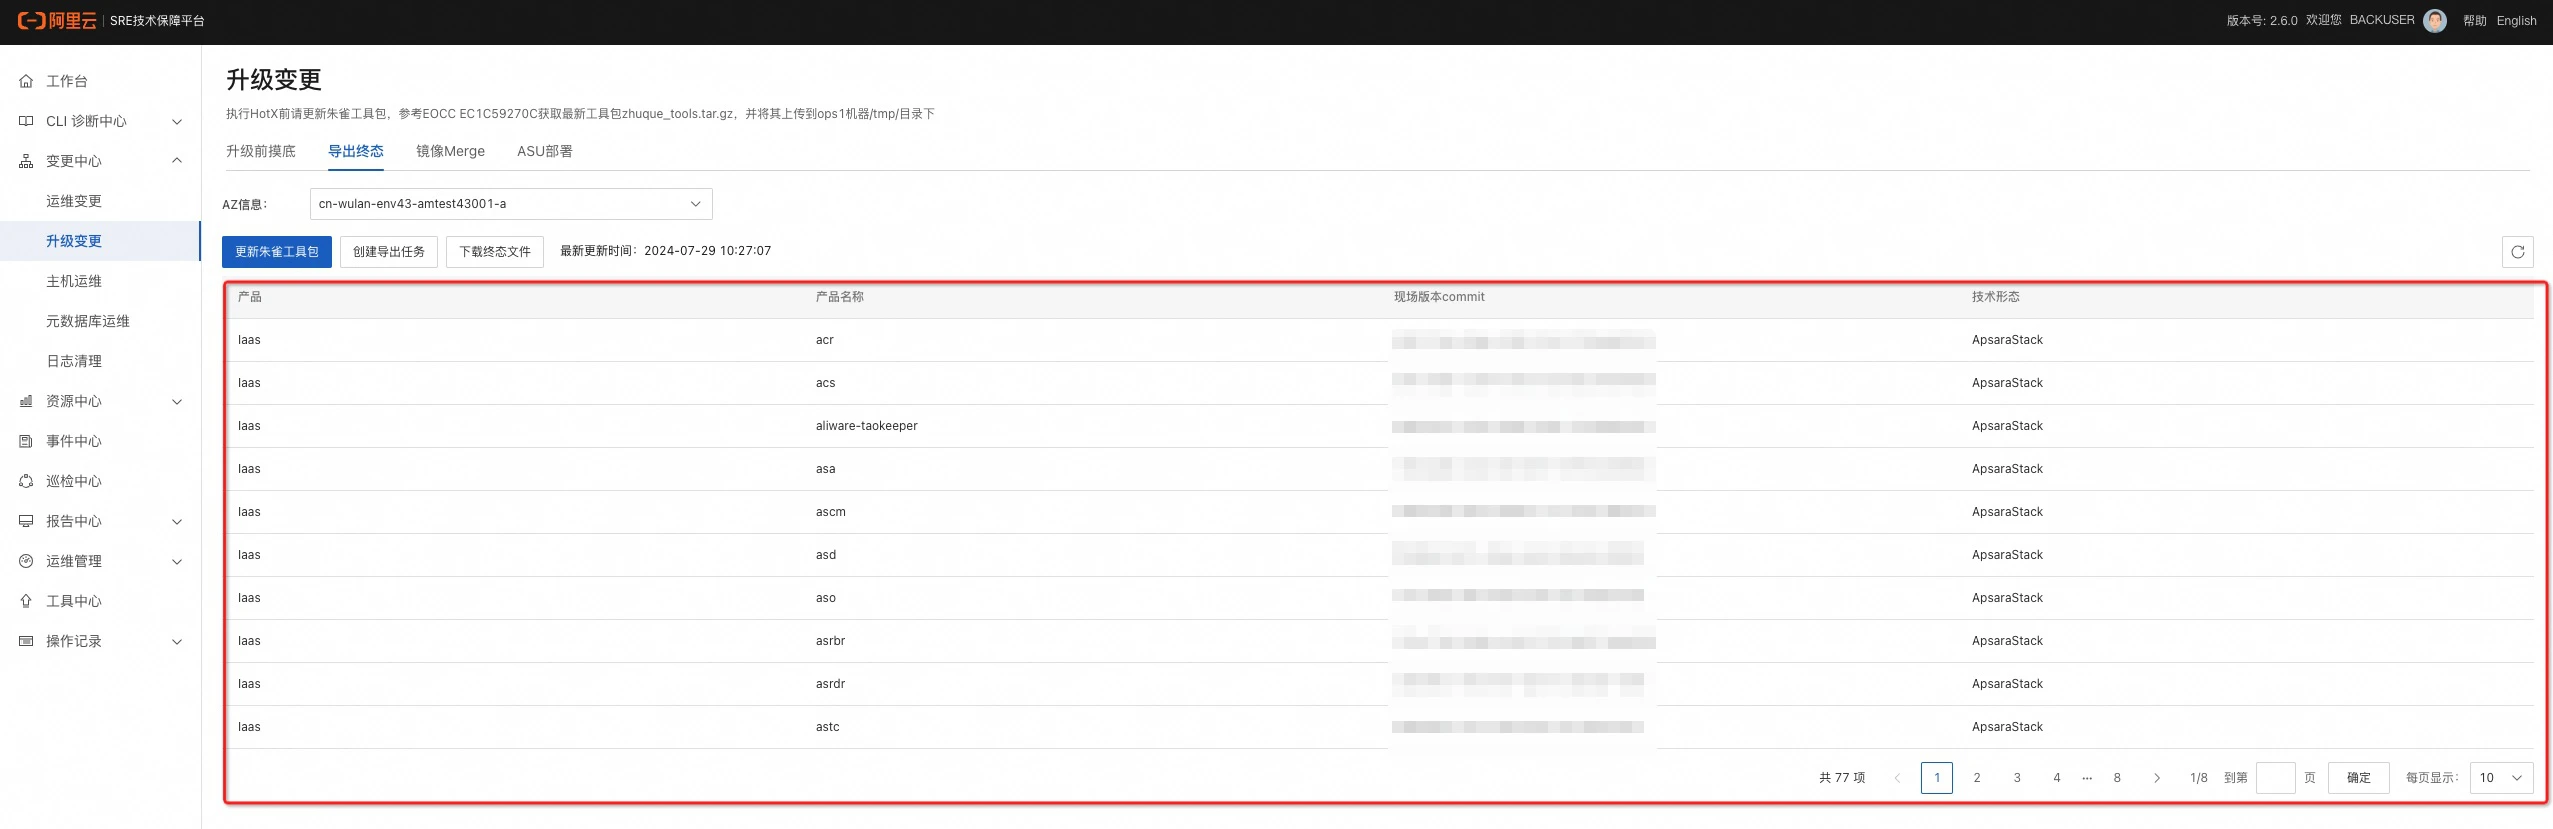 阿里云 SRE技术保障平台 版本号: 2.6.0 欢迎您 BACKUSER 帮助 English
工作台
CLI 诊断中心
变更中心
运维变更
升级变更
主机运维
元数据库运维
日志清理
资源中心
事件中心
巡检中心
报告中心
运维管理
工具中心
操作记录
升级变更
执行HotX前请更新朱雀工具包，参考EOCC EC1C59270C获取最新工具包zhuque_tools.tar.gz，并将其上传到ops1机器/tmp/目录下
升级前摸底 导出终态 镜像Merge ASU部署
AZ信息： cn-wulan-env43-amtest43001-a
更新朱雀工具包 创建导出任务 下载终态文件 最新更新时间：2024-07-29 10:27:07
产品 产品名称 现场版本commit 技术形态
Iaas acr ApsaraStack
Iaas acs ApsaraStack
Iaas aliware-taokeeper ApsaraStack
Iaas asa ApsaraStack
Iaas ascm ApsaraStack
Iaas asd ApsaraStack
Iaas aso ApsaraStack
Iaas asrbr ApsaraStack
Iaas asrdr ApsaraStack
Iaas astc ApsaraStack
共 77 项 1 2 3 4 ··· 8 1/8 到第 页 确定 每页显示： 10